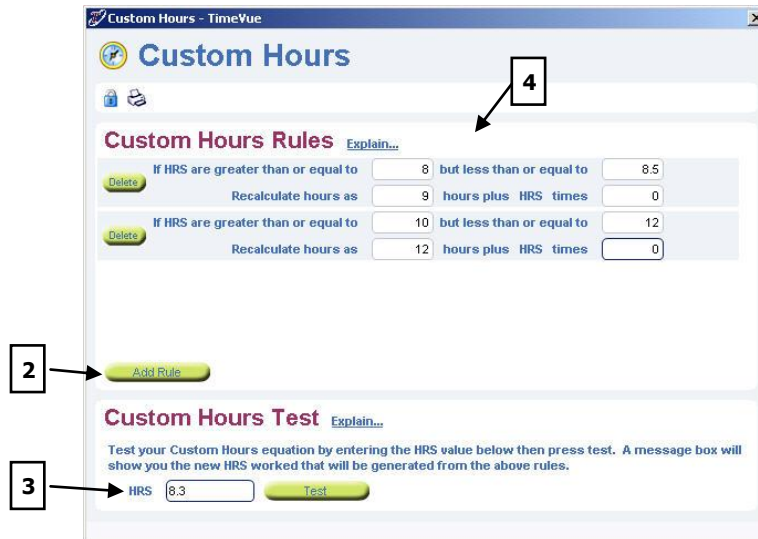 Custom Hours - TimeVue
Custom Hours
4
Custom Hours Rules Explain...
If HRS are greater than or equal to 8 but less than or equal to 8.5
Delete
Recalculate hours as 9 hours plus HRS times 0
If HRS are greater than or equal to 10 but less than or equal to 12
Delete
Recalculate hours as 12 hours plus HRS times 0
2
Add Rule
Custom Hours Test Explain...
Test your Custom Hours equation by entering the HRS value below then press test. A message box will
show you the new HRS worked that will be generated from the above rules.
3
HRS 8.3 Test